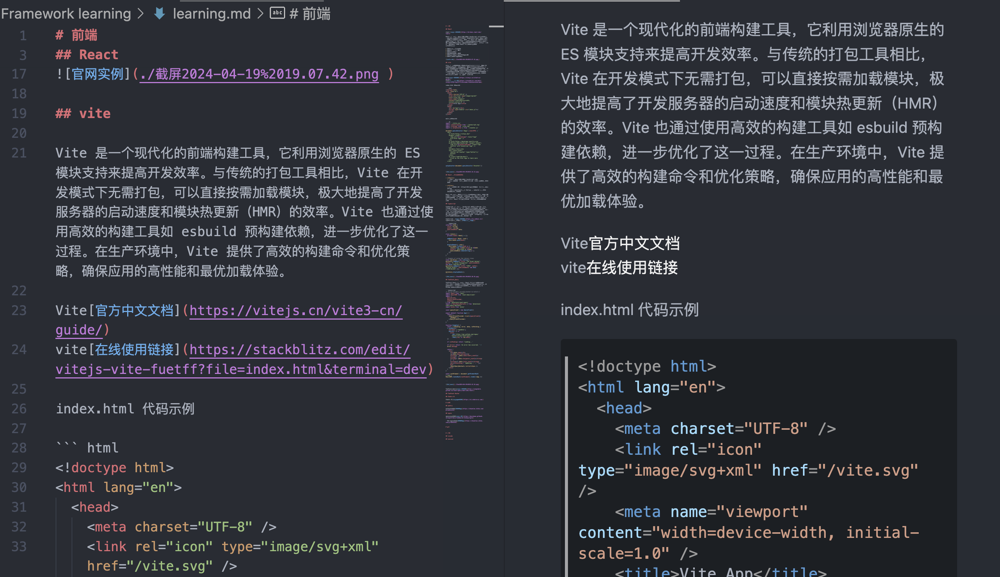 Framework learning > learning.md > abc # 前端
1 # 前端
3 ## React
17 ![官网实例](./截屏2024-04-19%2019.07.42.png )
18
19 ## vite
20
21 Vite 是一个现代化的前端构建工具，它利用浏览器原生的 ES
模块支持来提高开发效率。与传统的打包工具相比，Vite 在开
发模式下无需打包，可以直接按需加载模块，极大地提高了开发
服务器的启动速度和模块热更新（HMR）的效率。Vite 也通过使
用高效的构建工具如 esbuild 预构建依赖，进一步优化了这一
过程。在生产环境中，Vite 提供了高效的构建命令和优化策
略，确保应用的高性能和最优加载体验。
22
23 Vite[官方中文文档](https://vitejs.cn/vite3-cn/
guide/)
24 vite[在线使用链接](https://stackblitz.com/edit/
vitejs-vite-fuetff?file=index.html&terminal=dev)
25
26 index.html 代码示例
27
28 ``` html
29 <!doctype html>
30 <html lang="en">
31 <head>
32 <meta charset="UTF-8" />
33 <link rel="icon" type="image/svg+xml"
href="/vite.svg" />
Vite 是一个现代化的前端构建工具，它利用浏览器原生的
ES 模块支持来提高开发效率。与传统的打包工具相比，
Vite 在开发模式下无需打包，可以直接按需加载模块，极
大地提高了开发服务器的启动速度和模块热更新（HMR）
的效率。Vite 也通过使用高效的构建工具如 esbuild 预构
建依赖，进一步优化了这一过程。在生产环境中，Vite 提
供了高效的构建命令和优化策略，确保应用的高性能和最
优加载体验。
Vite官方中文文档
vite在线使用链接
index.html 代码示例
<!doctype html>
<html lang="en">
<head>
<meta charset="UTF-8" />
<link rel="icon"
type="image/svg+xml" href="/vite.svg"
/>
<meta name="viewport"
content="width=device-width, initial-
scale=1.0" />
<title>Vite App</title>